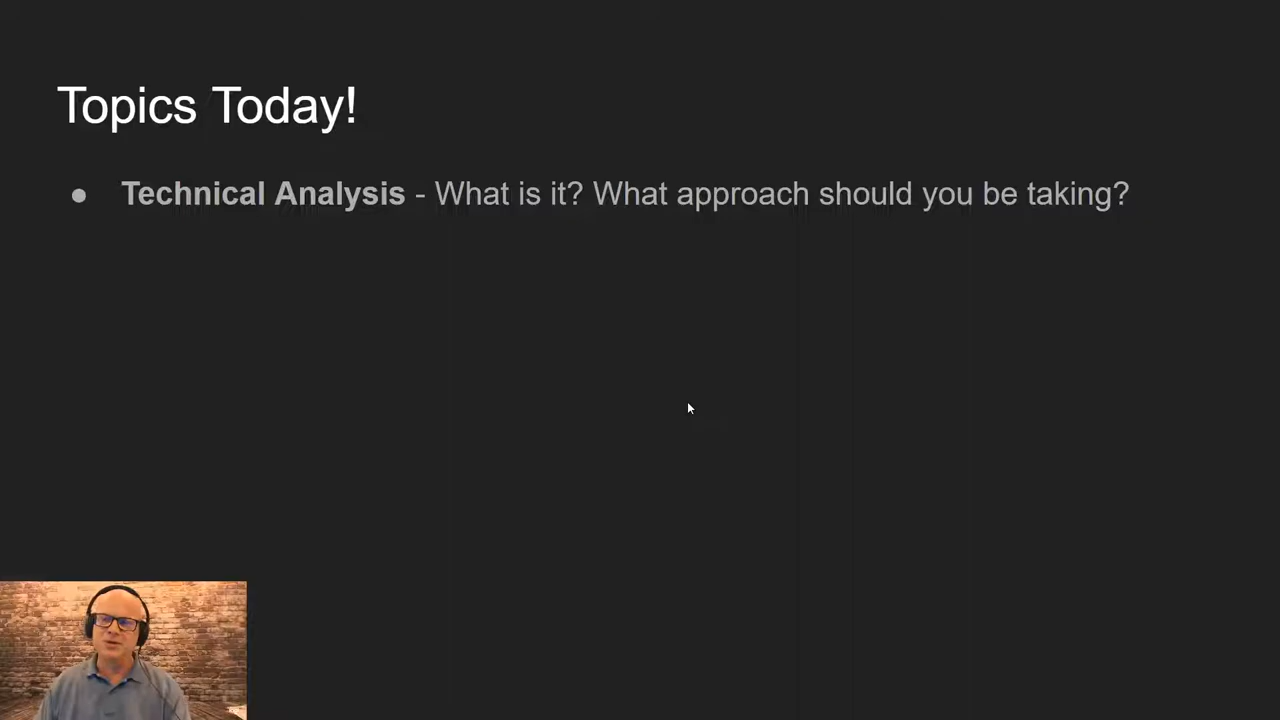 Topics Today!
● Technical Analysis - What is it? What approach should you be taking?